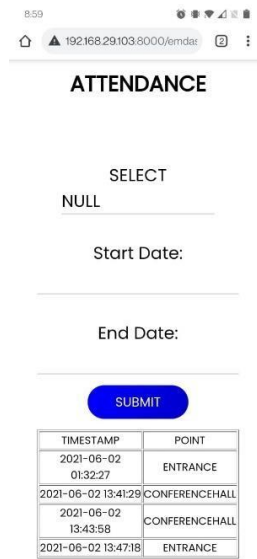 8:59
192.168.29.103:8000/emdas
2
ATTENDANCE
SELECT
NULL
Start Date:
End Date:
SUBMIT
TIMESTAMP POINT
2021-06-02
01:32:27 ENTRANCE
2021-06-02 13:41:29 CONFERENCEHALL
2021-06-02
13:43:58 CONFERENCEHALL
2021-06-02 13:47:18 ENTRANCE